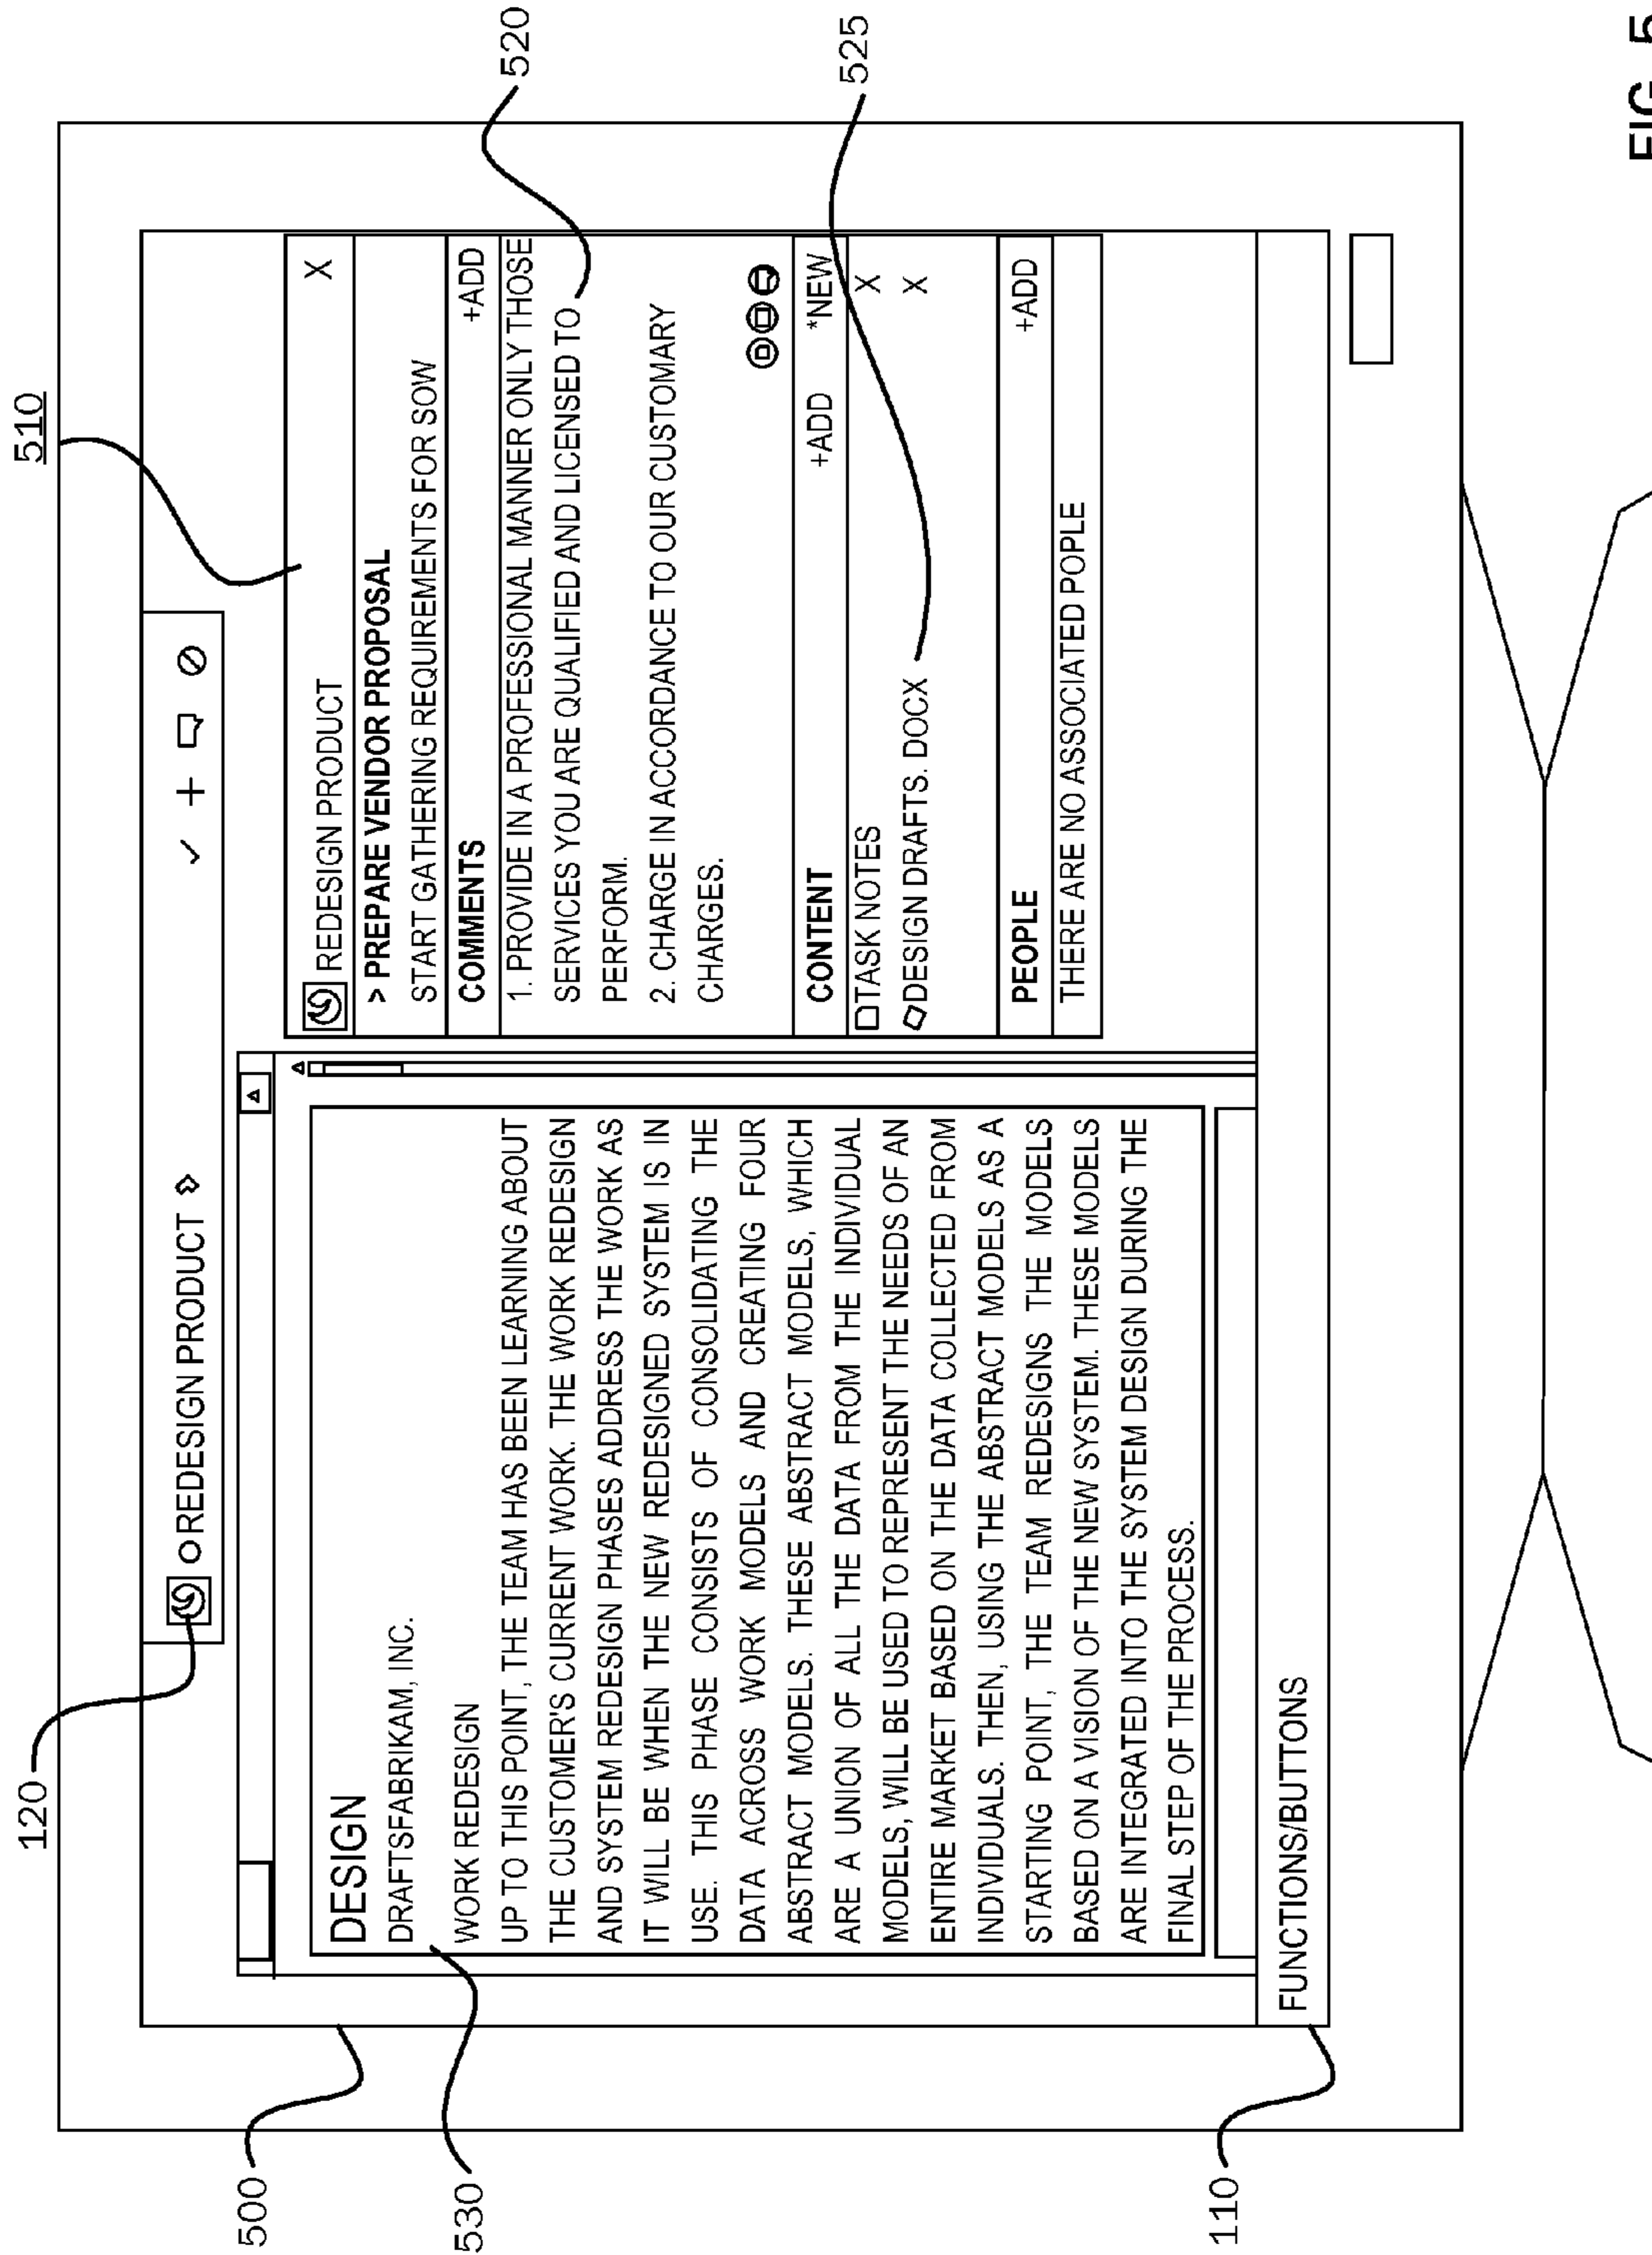 510
120
520
525
500
530
110
O REDESIGN PRODUCT
DESIGN
DRAFTSFABRIKAM, INC.
WORK REDESIGN
UP TO THIS POINT, THE TEAM HAS BEEN LEARNING ABOUT
THE CUSTOMER'S CURRENT WORK. THE WORK REDESIGN
AND SYSTEM REDESIGN PHASES ADDRESS THE WORK AS
IT WILL BE WHEN THE NEW REDESIGNED SYSTEM IS IN
USE. THIS PHASE CONSISTS OF CONSOLIDATING THE
DATA ACROSS WORK MODELS AND CREATING FOUR
ABSTRACT MODELS. THESE ABSTRACT MODELS, WHICH
ARE A UNION OF ALL THE DATA FROM THE INDIVIDUAL
MODELS, WILL BE USED TO REPRESENT THE NEEDS OF AN
ENTIRE MARKET BASED ON THE DATA COLLECTED FROM
INDIVIDUALS. THEN, USING THE ABSTRACT MODELS AS A
STARTING POINT, THE TEAM REDESIGNS THE MODELS
BASED ON A VISION OF THE NEW SYSTEM. THESE MODELS
ARE INTEGRATED INTO THE SYSTEM DESIGN DURING THE
FINAL STEP OF THE PROCESS.
REDESIGN PRODUCT X
> PREPARE VENDOR PROPOSAL
START GATHERING REQUIREMENTS FOR SOW
COMMENTS +ADD
1. PROVIDE IN A PROFESSIONAL MANNER ONLY THOSE
SERVICES YOU ARE QUALIFIED AND LICENSED TO
PERFORM.
2. CHARGE IN ACCORDANCE TO OUR CUSTOMARY
CHARGES.
CONTENT +ADD *NEW
TASK NOTES X
DESIGN DRAFTS. DOCX X
PEOPLE +ADD
THERE ARE NO ASSOCIATED POPLE
FUNCTIONS/BUTTONS
FIG. 5